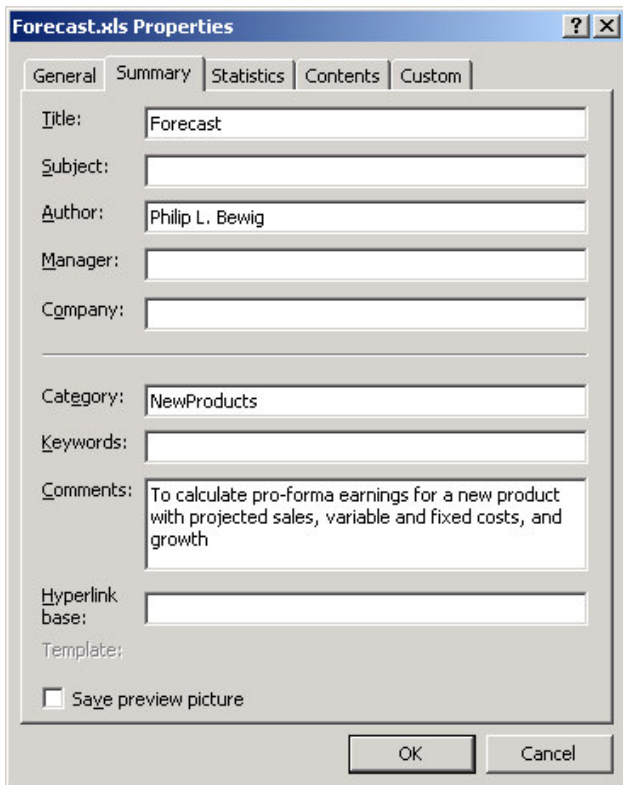 Forecast.xls Properties
General Summary Statistics Contents Custom
Title: Forecast
Subject:
Author: Philip L. Bewig
Manager:
Company:
Category: NewProducts
Keywords:
Comments: To calculate pro-forma earnings for a new product
with projected sales, variable and fixed costs, and
growth
Hyperlink
base:
Template:
Save preview picture
OK Cancel